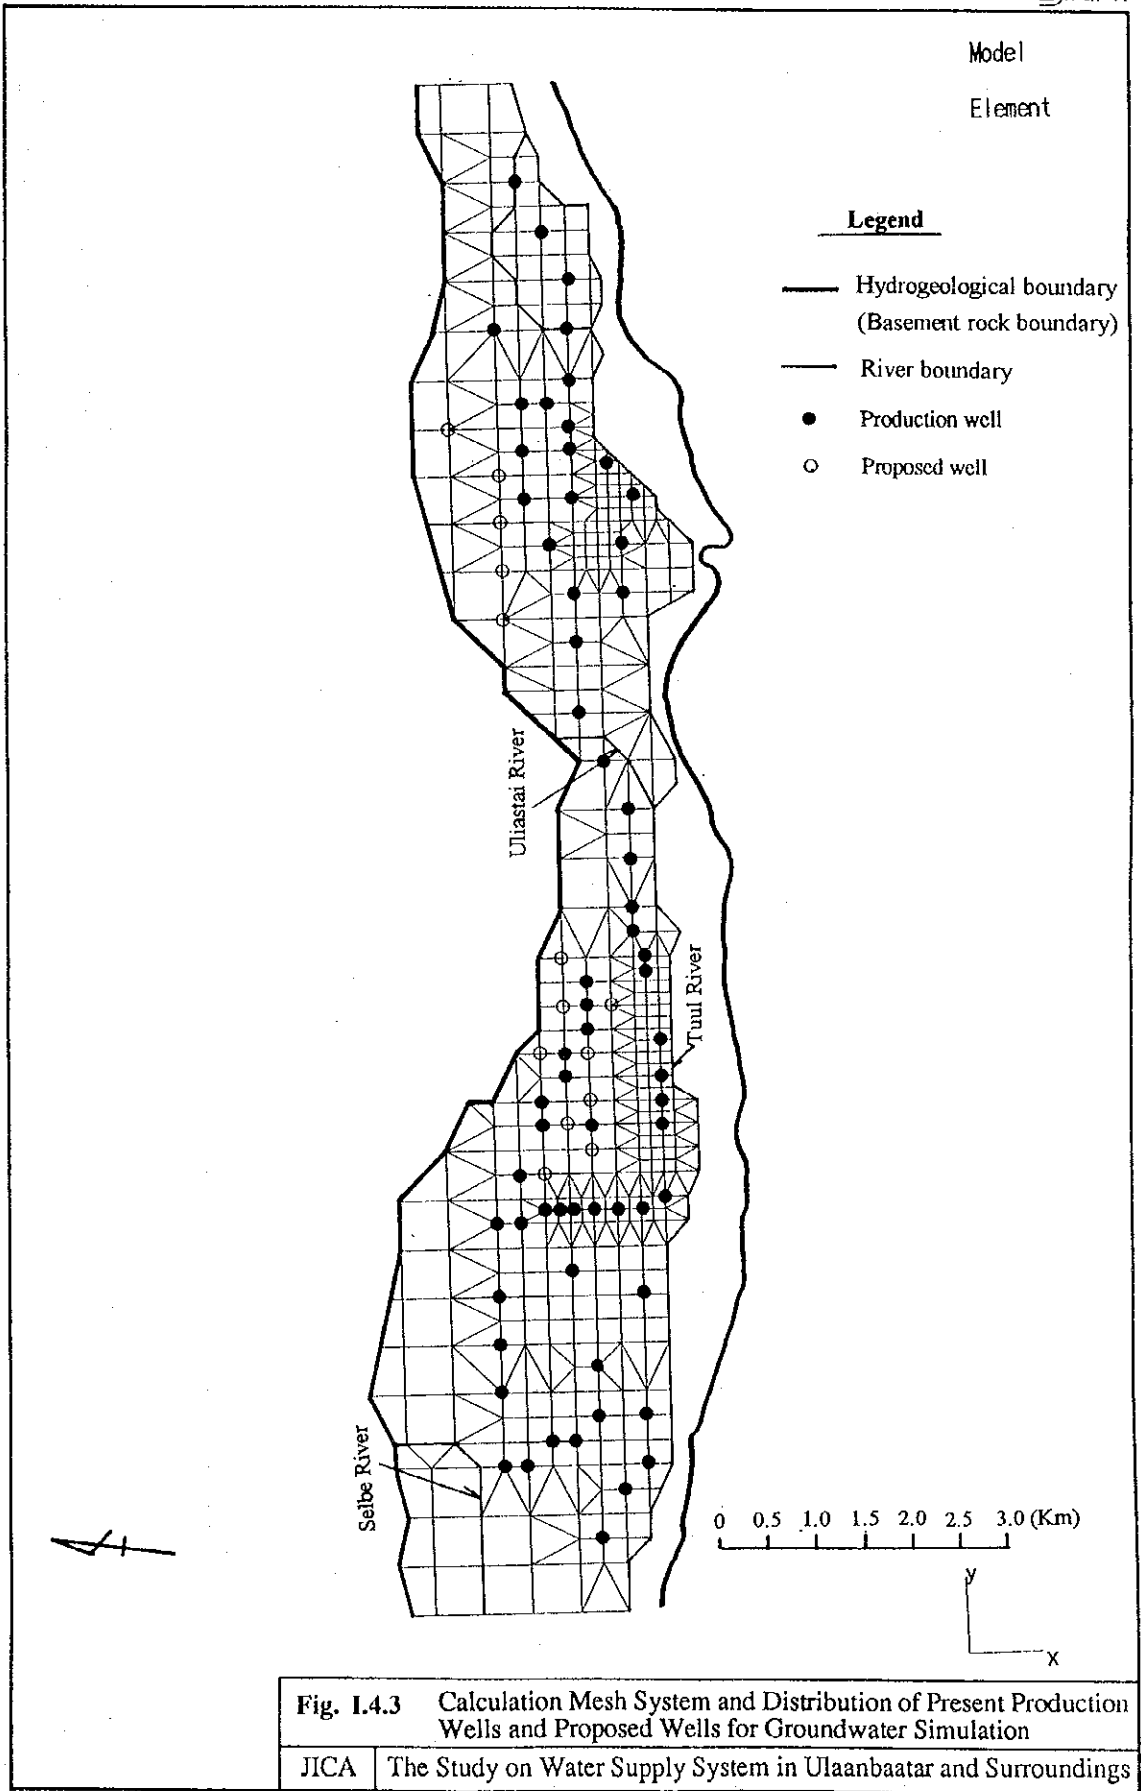 Model
Element
Legend
Hydrogeological boundary
(Basement rock boundary)
River boundary
Production well
Proposed well
Uliastai River
Tuul River
Selbe River
0 0.5 1.0 1.5 2.0 2.5 3.0 (Km)
y
x
Fig. I.4.3 Calculation Mesh System and Distribution of Present Production
Wells and Proposed Wells for Groundwater Simulation
JICA The Study on Water Supply System in Ulaanbaatar and Surroundings